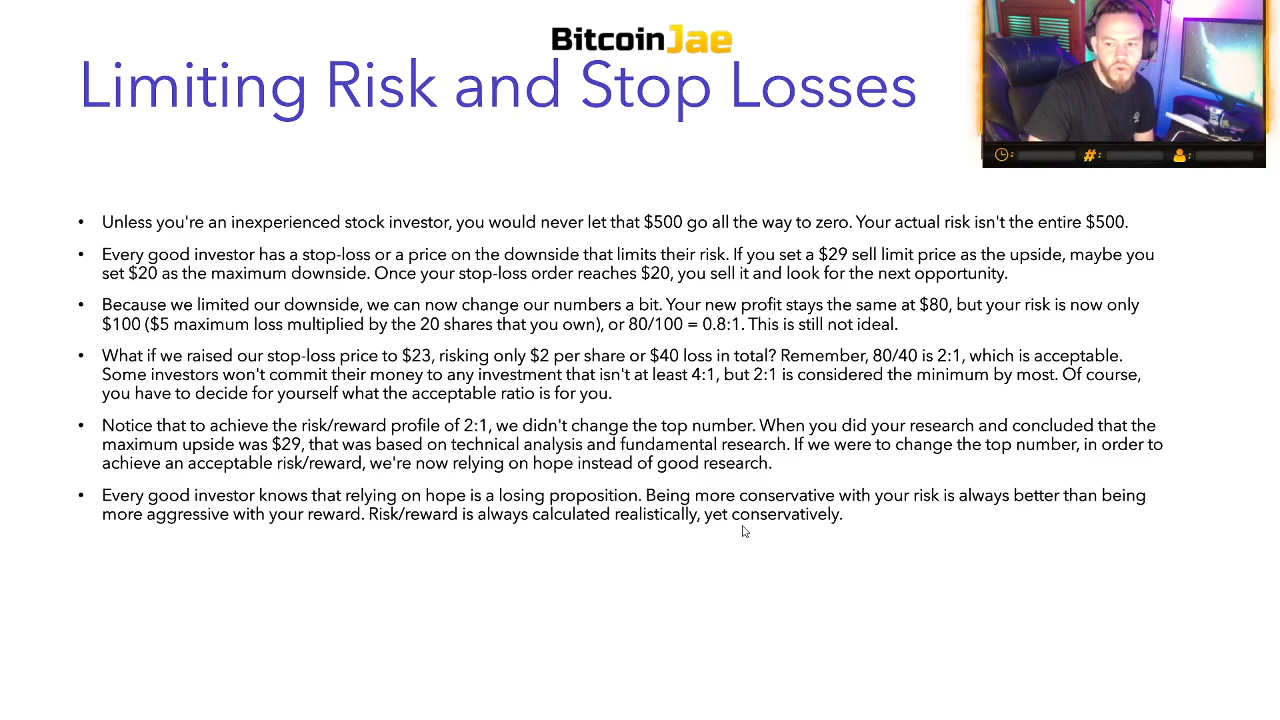 BitcoinJae
Limiting Risk and Stop Losses
#:
• Unless you're an inexperienced stock investor, you would never let that $500 go all the way to zero. Your actual risk isn't the entire $500.
• Every good investor has a stop-loss or a price on the downside that limits their risk. If you set a $29 sell limit price as the upside, maybe you
set $20 as the maximum downside. Once your stop-loss order reaches $20, you sell it and look for the next opportunity.
• Because we limited our downside, we can now change our numbers a bit. Your new profit stays the same at $80, but your risk is now only
$100 ($5 maximum loss multiplied by the 20 shares that you own), or 80/100 = 0.8:1. This is still not ideal.
• What if we raised our stop-loss price to $23, risking only $2 per share or $40 loss in total? Remember, 80/40 is 2:1, which is acceptable.
Some investors won't commit their money to any investment that isn't at least 4:1, but 2:1 is considered the minimum by most. Of course,
you have to decide for yourself what the acceptable ratio is for you.
• Notice that to achieve the risk/reward profile of 2:1, we didn't change the top number. When you did your research and concluded that the
maximum upside was $29, that was based on technical analysis and fundamental research. If we were to change the top number, in order to
achieve an acceptable risk/reward, we're now relying on hope instead of good research.
• Every good investor knows that relying on hope is a losing proposition. Being more conservative with your risk is always better than being
more aggressive with your reward. Risk/reward is always calculated realistically, yet conservatively.